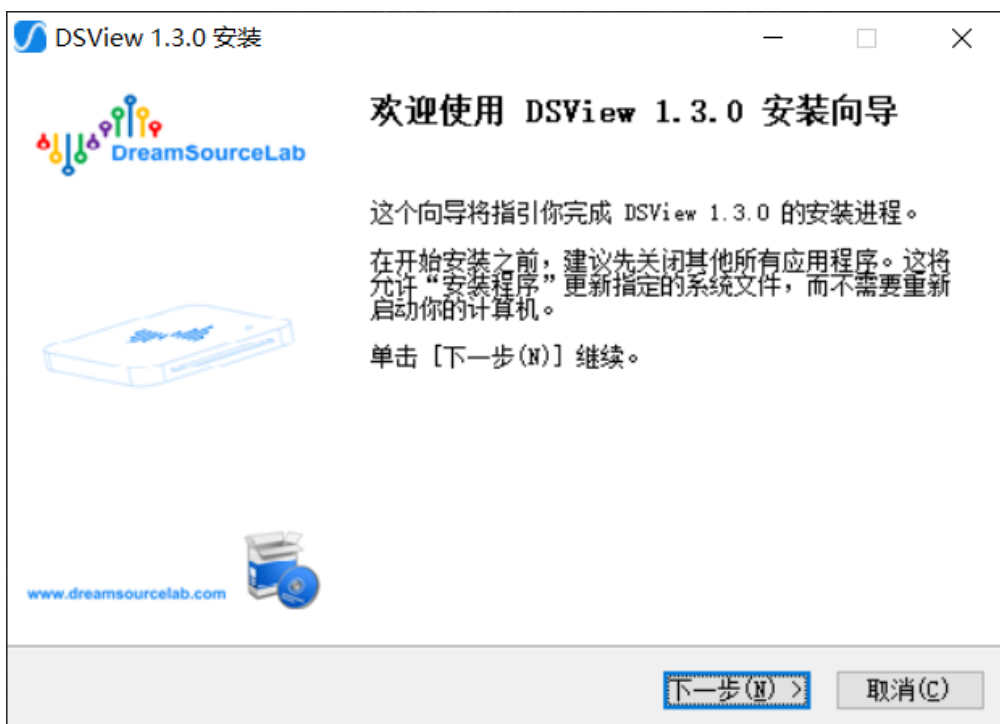 DSView 1.3.0 安装
DreamSourceLab
欢迎使用 DSView 1.3.0 安装向导
这个向导将指引你完成 DSView 1.3.0 的安装进程。
在开始安装之前，建议先关闭其他所有应用程序。这将
允许“安装程序”更新指定的系统文件，而不需要重新
启动你的计算机。
单击 [下一步(N)] 继续。
www.dreamsourcelab.com
下一步(N) >
取消(C)